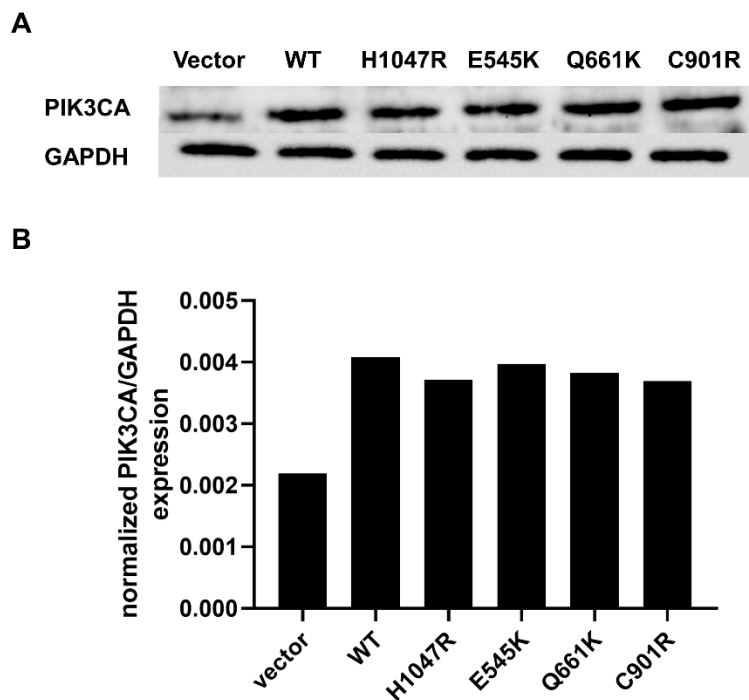 A
Vector WT H1047R E545K Q661K C901R
PIK3CA
GAPDH
B
normalized PIK3CA/GAPDH
expression
0.005
0.004
0.003
0.002
0.001
0.000
vector WT H1047R E545K Q661K C901R